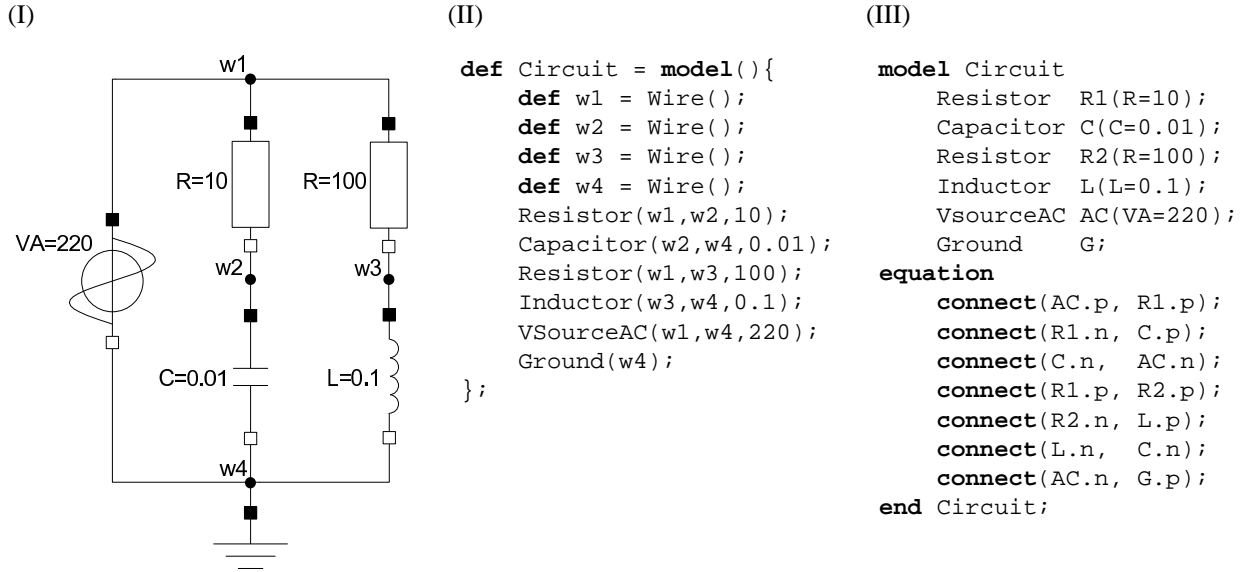 (I)
w1
R=10
R=100
VA=220
w2
w3
C=0.01
L=0.1
w4
(II)
def Circuit = model(){
    def w1 = Wire();
    def w2 = Wire();
    def w3 = Wire();
    def w4 = Wire();
    Resistor(w1,w2,10);
    Capacitor(w2,w4,0.01);
    Resistor(w1,w3,100);
    Inductor(w3,w4,0.1);
    VSourceAC(w1,w4,220);
    Ground(w4);
};
(III)
model Circuit
    Resistor  R1(R=10);
    Capacitor C(C=0.01);
    Resistor  R2(R=100);
    Inductor  L(L=0.1);
    VsourceAC AC(VA=220);
    Ground    G;
equation
    connect(AC.p, R1.p);
    connect(R1.n, C.p);
    connect(C.n,  AC.n);
    connect(R1.p, R2.p);
    connect(R2.n, L.p);
    connect(L.n,  C.n);
    connect(AC.n, G.p);
end Circuit;